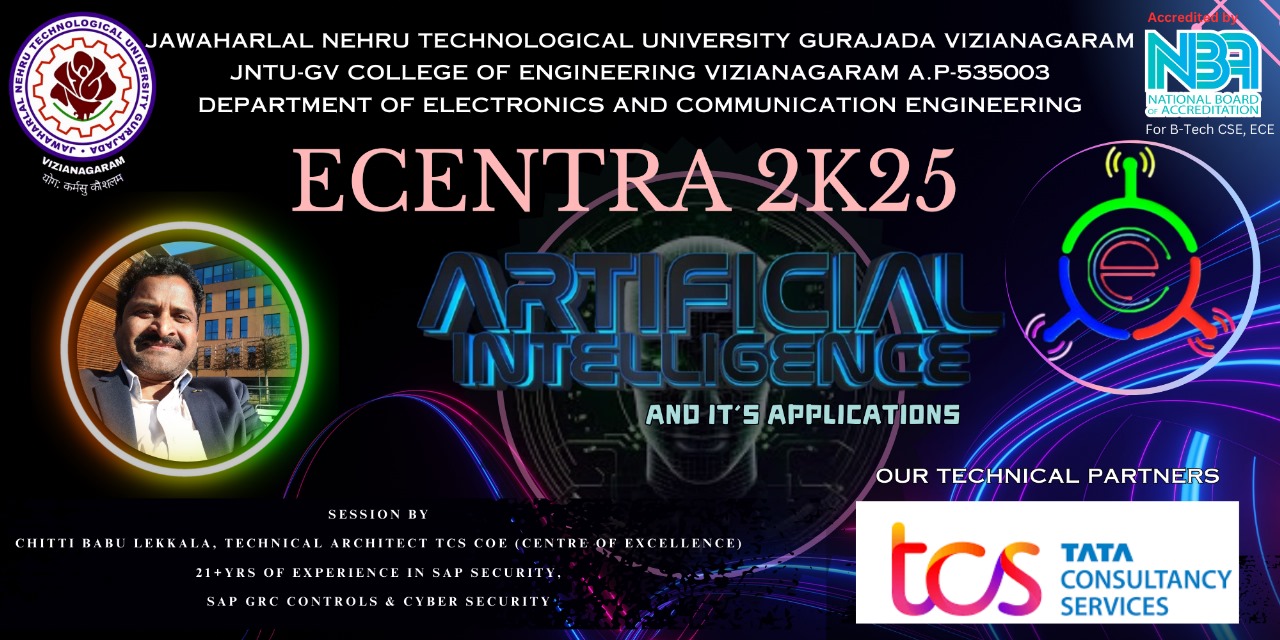 JAWAHARLAL NEHRU TECHNOLOGICAL UNIVERSITY GURAJADA VIZIANAGARAM
JNTU-GV COLLEGE OF ENGINEERING VIZIANAGARAM A.P-535003
DEPARTMENT OF ELECTRONICS AND COMMUNICATION ENGINEERING
JAWAHARLAL NEHRU TECHNOLOGICAL UNIVERSITY GURAJADA
VIZIANAGARAM
योग: कर्मसु कौशलम्
Accredited by
NBA
NATIONAL BOARD
OF ACCREDITATION
For B-Tech CSE, ECE
ECENTRA 2K25
ARTIFICIAL
INTELLIGENCE
AND IT'S APPLICATIONS
e
OUR TECHNICAL PARTNERS
tcs
TATA
CONSULTANCY
SERVICES
SESSION BY
CHITTI BABU LEKKALA, TECHNICAL ARCHITECT TCS COE (CENTRE OF EXCELLENCE)
21+YRS OF EXPERIENCE IN SAP SECURITY,
SAP GRC CONTROLS & CYBER SECURITY